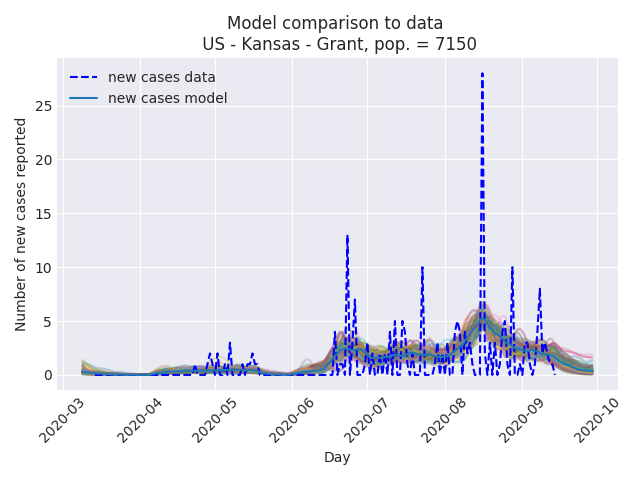 Model comparison to data
US - Kansas - Grant, pop. = 7150
new cases data
new cases model
Number of new cases reported
25
20
15
10
5
0
2020-03
2020-04
2020-05
2020-06
2020-07
2020-08
2020-09
2020-10
Day